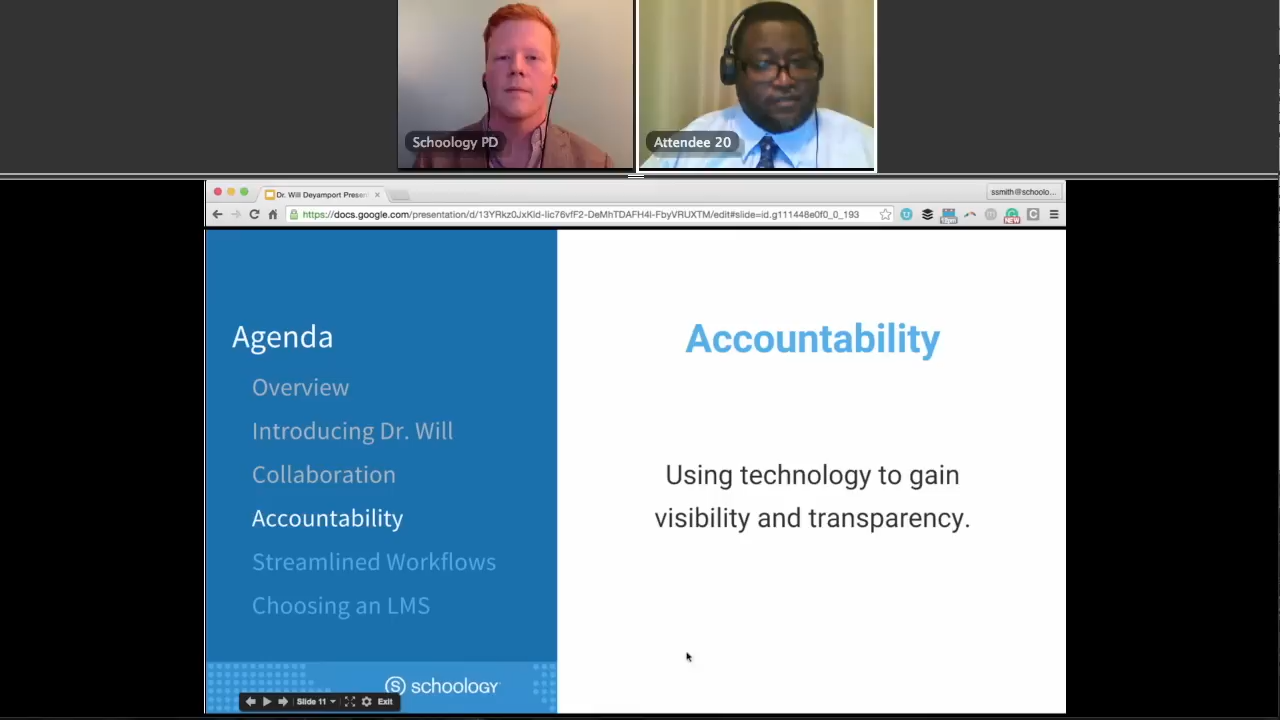 Schoology PD
Attendee 20
Dr. Will Deyamport Presen
ssmith@schoolo...
https://docs.google.com/presentation/d/13YRkz0JxKld-Iic76vfF2-DeMhTDAFH4l-FbyVRUXTM/edit#slide=id.g111448e0f0_0_193
NEW
Agenda
Overview
Introducing Dr. Will
Collaboration
Accountability
Streamlined Workflows
Choosing an LMS
Accountability
Using technology to gain
visibility and transparency.
schoology
Slide 11
Exit